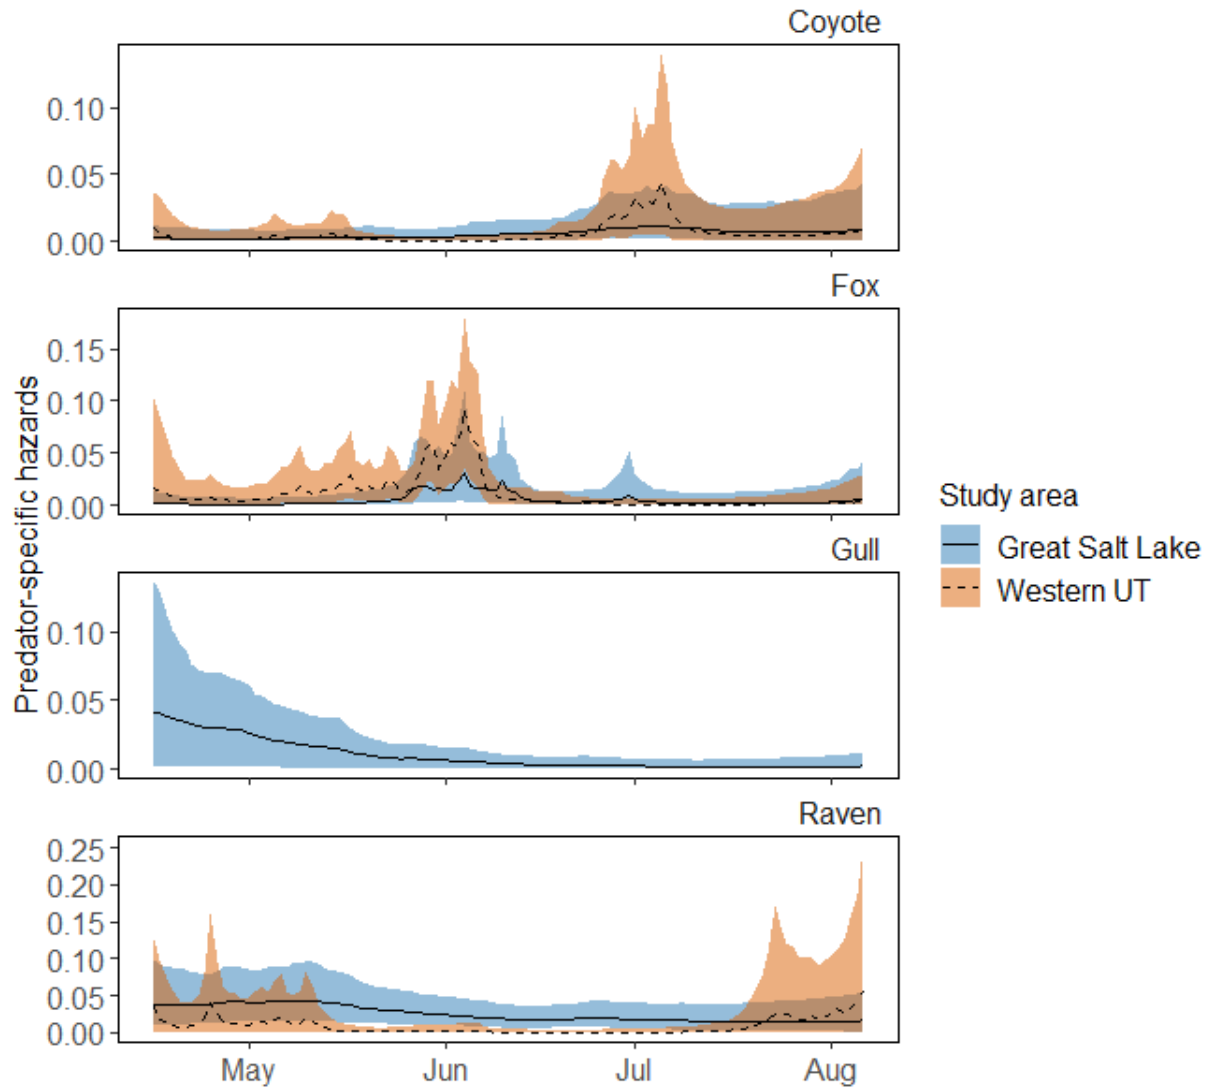 Coyote
0.10
0.05
0.00
Fox
0.15
0.10
0.05
0.00
Gull
0.10
0.05
0.00
Raven
0.25
0.20
0.15
0.10
0.05
0.00
May Jun Jul Aug
Predator-specific hazards
Study area
Great Salt Lake
Western UT